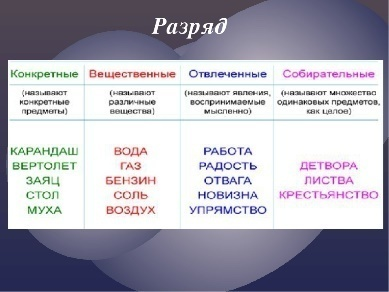 Разряд
Конкретные Вещественные Отвлеченные Собирательные
(называют конкретные предметы)
(называют различные вещества)
(называют явления, воспринимаемые мысленно)
(называют множество одинаковых предметов, как целое)
КАРАНДАШ
ВЕРТОЛЕТ
ЗАЯЦ
СТОЛ
МУХА
ВОДА
ГАЗ
БЕНЗИН
СОЛЬ
ВОЗДУХ
РАБОТА
РАДОСТЬ
ОТВАГА
НОВИЗНА
УПРЯМСТВО
ДЕТВОРА
ЛИСТВА
КРЕСТЬЯНСТВО